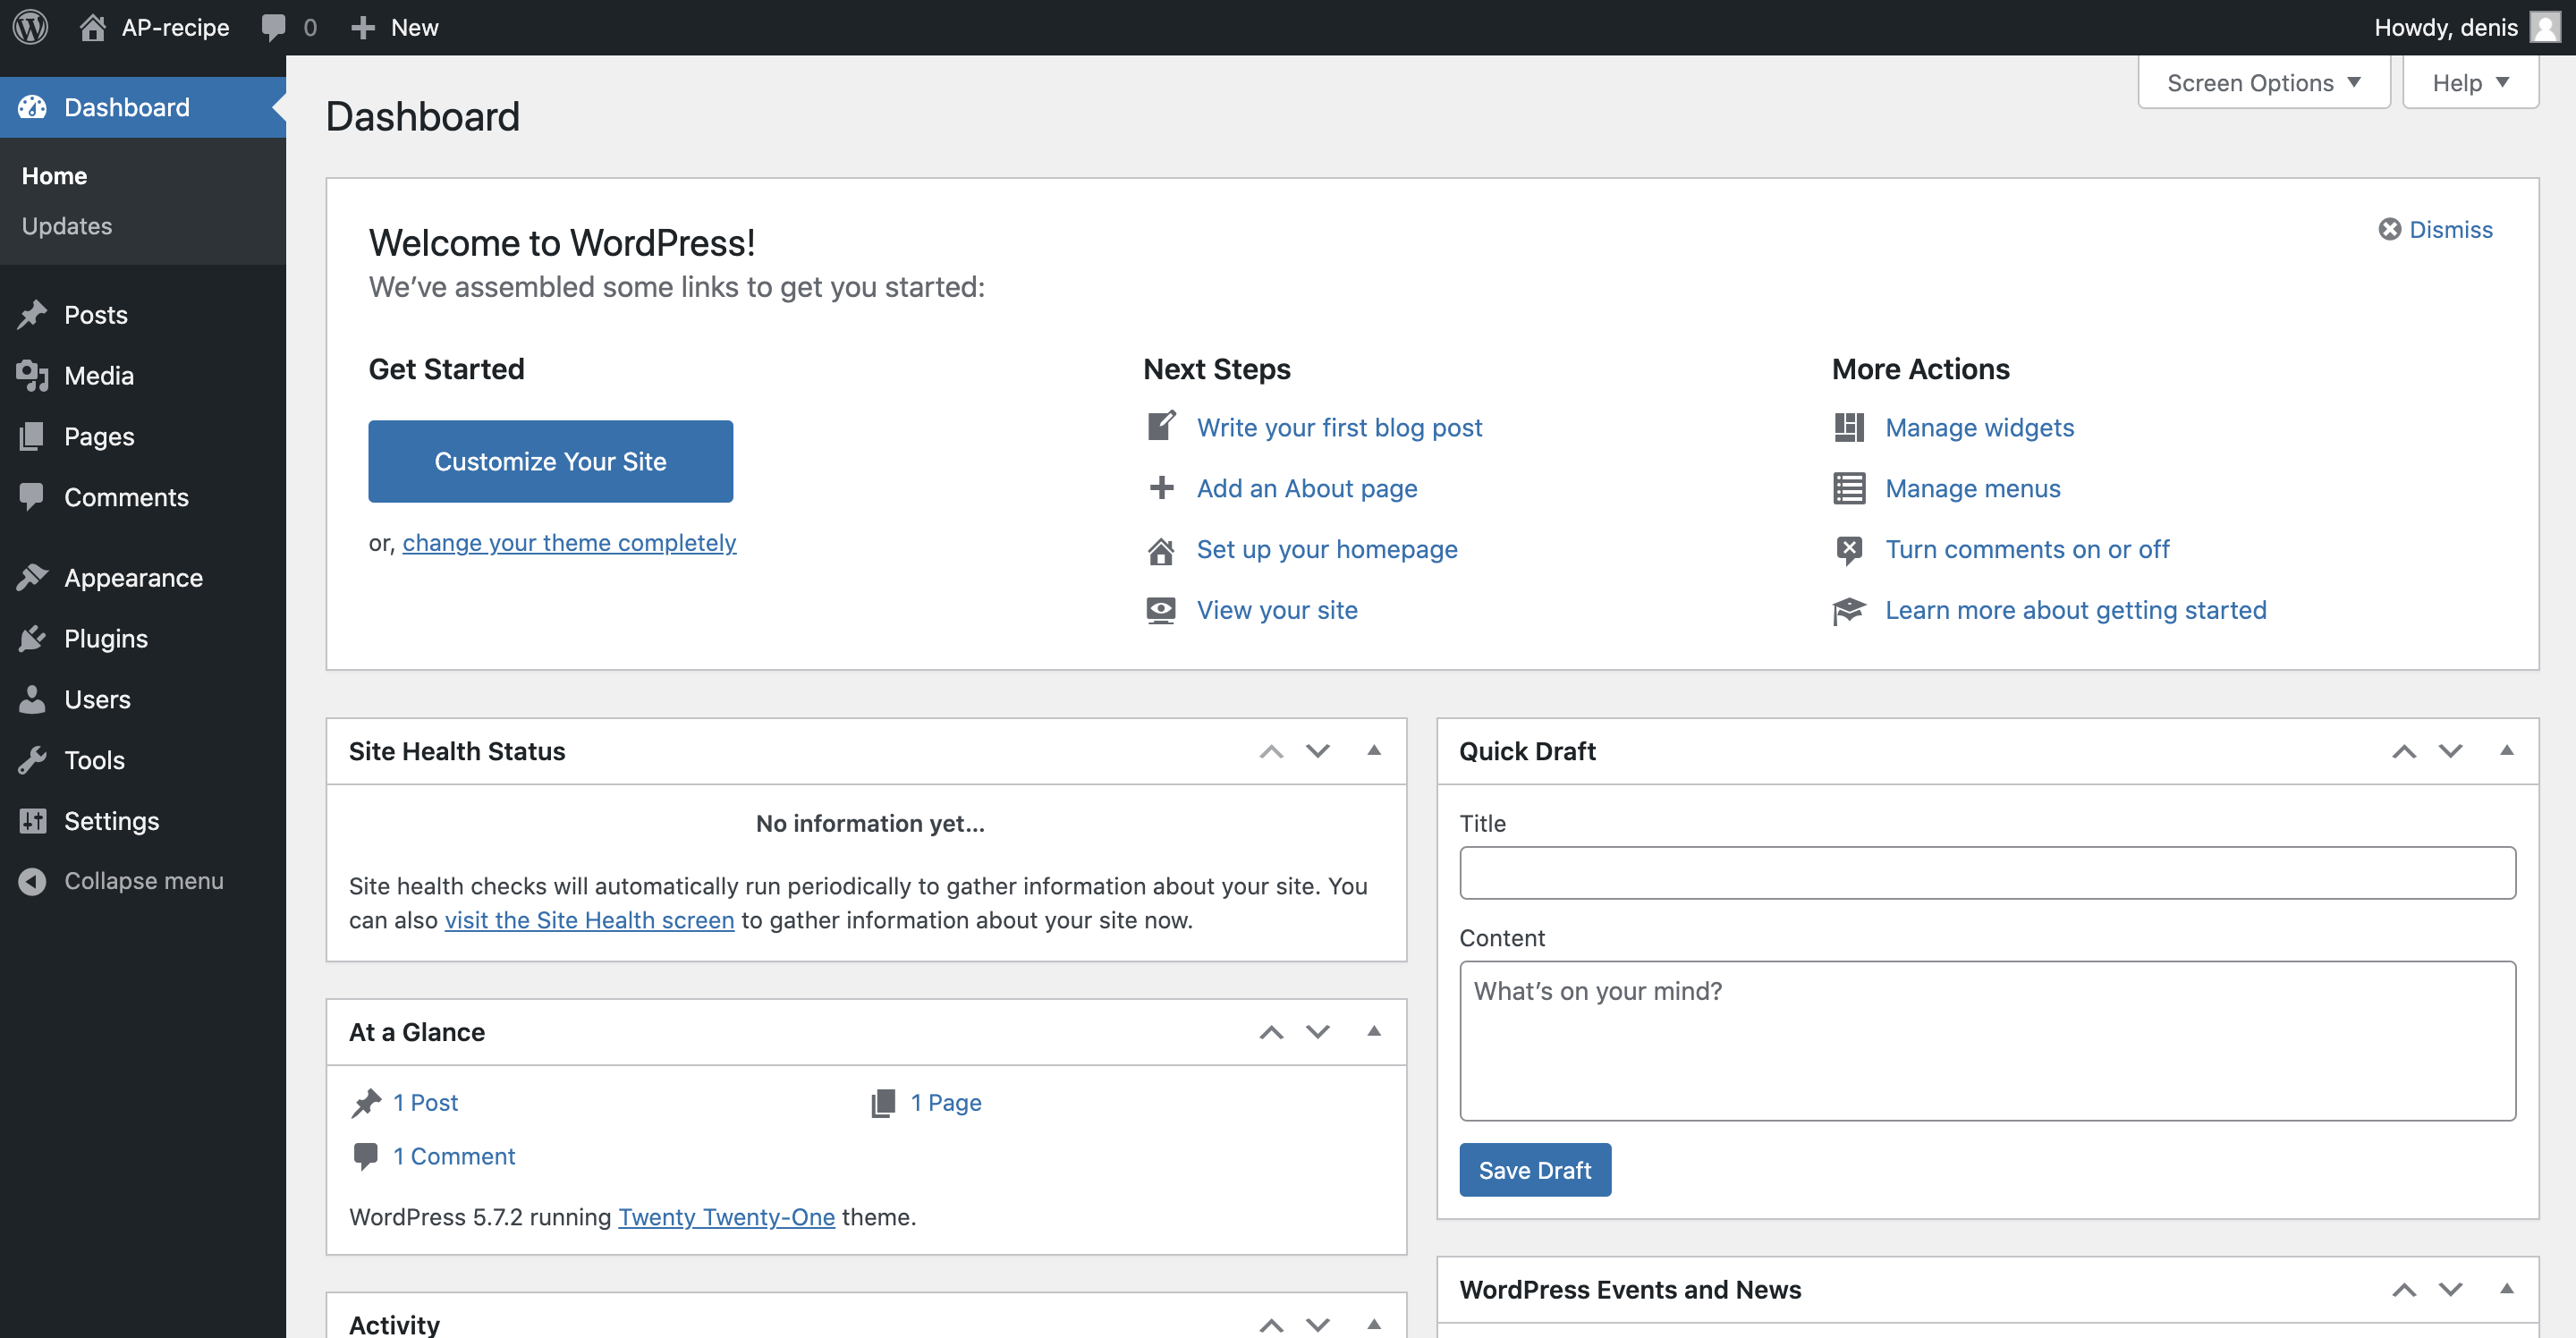 AP-recipe 0 New Howdy, denis
Dashboard
Home
Updates
Posts
Media
Pages
Comments
Appearance
Plugins
Users
Tools
Settings
Collapse menu
Screen Options Help
Dashboard
Welcome to WordPress!
Dismiss
We’ve assembled some links to get you started:
Get Started
Customize Your Site
or, change your theme completely
Next Steps
Write your first blog post
Add an About page
Set up your homepage
View your site
More Actions
Manage widgets
Manage menus
Turn comments on or off
Learn more about getting started
Site Health Status
No information yet...
Site health checks will automatically run periodically to gather information about your site. You
can also visit the Site Health screen to gather information about your site now.
At a Glance
1 Post 1 Page
1 Comment
WordPress 5.7.2 running Twenty Twenty-One theme.
Activity
Quick Draft
Title
Content
What’s on your mind?
Save Draft
WordPress Events and News